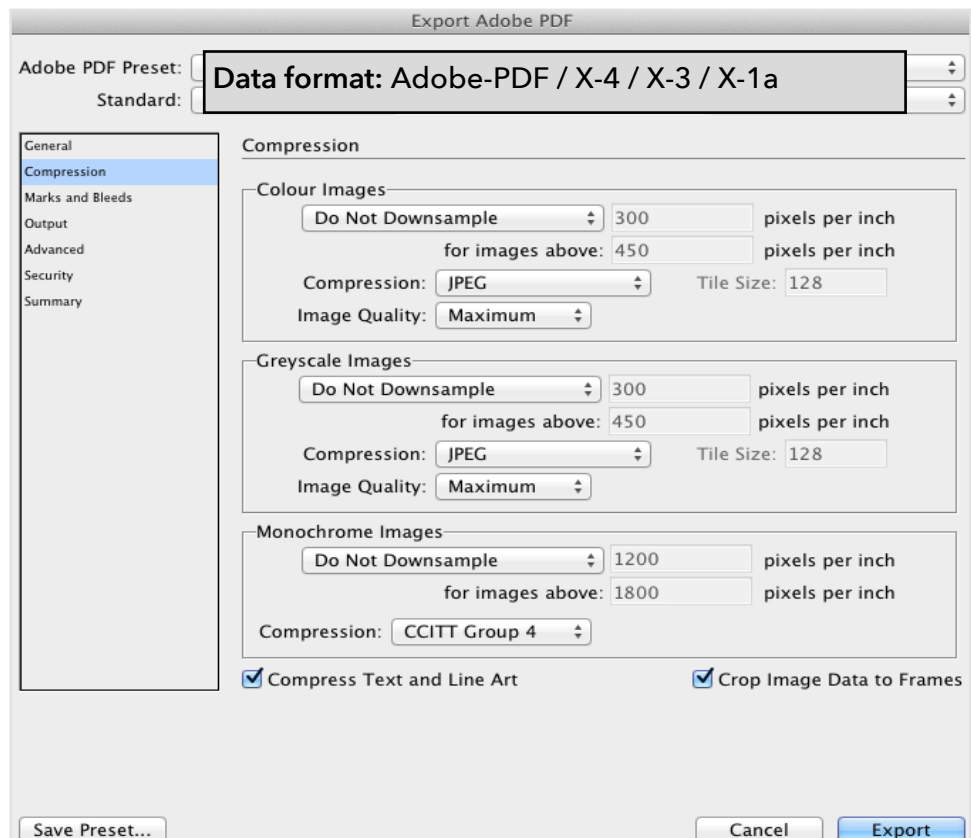 Export Adobe PDF
Adobe PDF Preset:
Data format: Adobe-PDF / X-4 / X-3 / X-1a
Standard:
General
Compression
Marks and Bleeds
Output
Advanced
Security
Summary
Compression
Colour Images
Do Not Downsample 300 pixels per inch
for images above: 450 pixels per inch
Compression: JPEG Tile Size: 128
Image Quality: Maximum
Greyscale Images
Do Not Downsample 300 pixels per inch
for images above: 450 pixels per inch
Compression: JPEG Tile Size: 128
Image Quality: Maximum
Monochrome Images
Do Not Downsample 1200 pixels per inch
for images above: 1800 pixels per inch
Compression: CCITT Group 4
Compress Text and Line Art Crop Image Data to Frames
Save Preset... Cancel Export